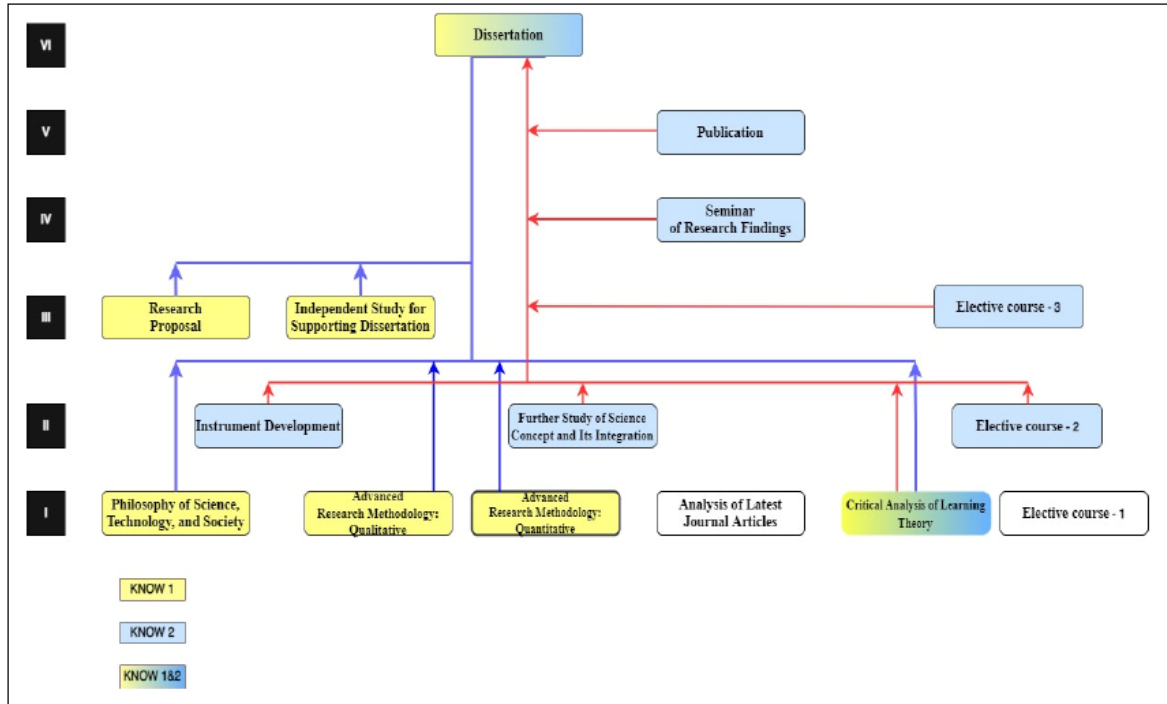 VI
Dissertation
V
Publication
IV
Seminar
of Research Findings
III
Research
Proposal
Independent Study for
Supporting Dissertation
Elective course - 3
II
Instrument Development
Further Study of Science
Concept and Its Integration
Elective course - 2
I
Philosophy of Science,
Technology, and Society
Advanced
Research Methodology:
Qualitative
Advanced
Research Methodology:
Quantitative
Analysis of Latest
Journal Articles
Critical Analysis of Learning
Theory
Elective course - 1
KNOW 1
KNOW 2
KNOW 1&2